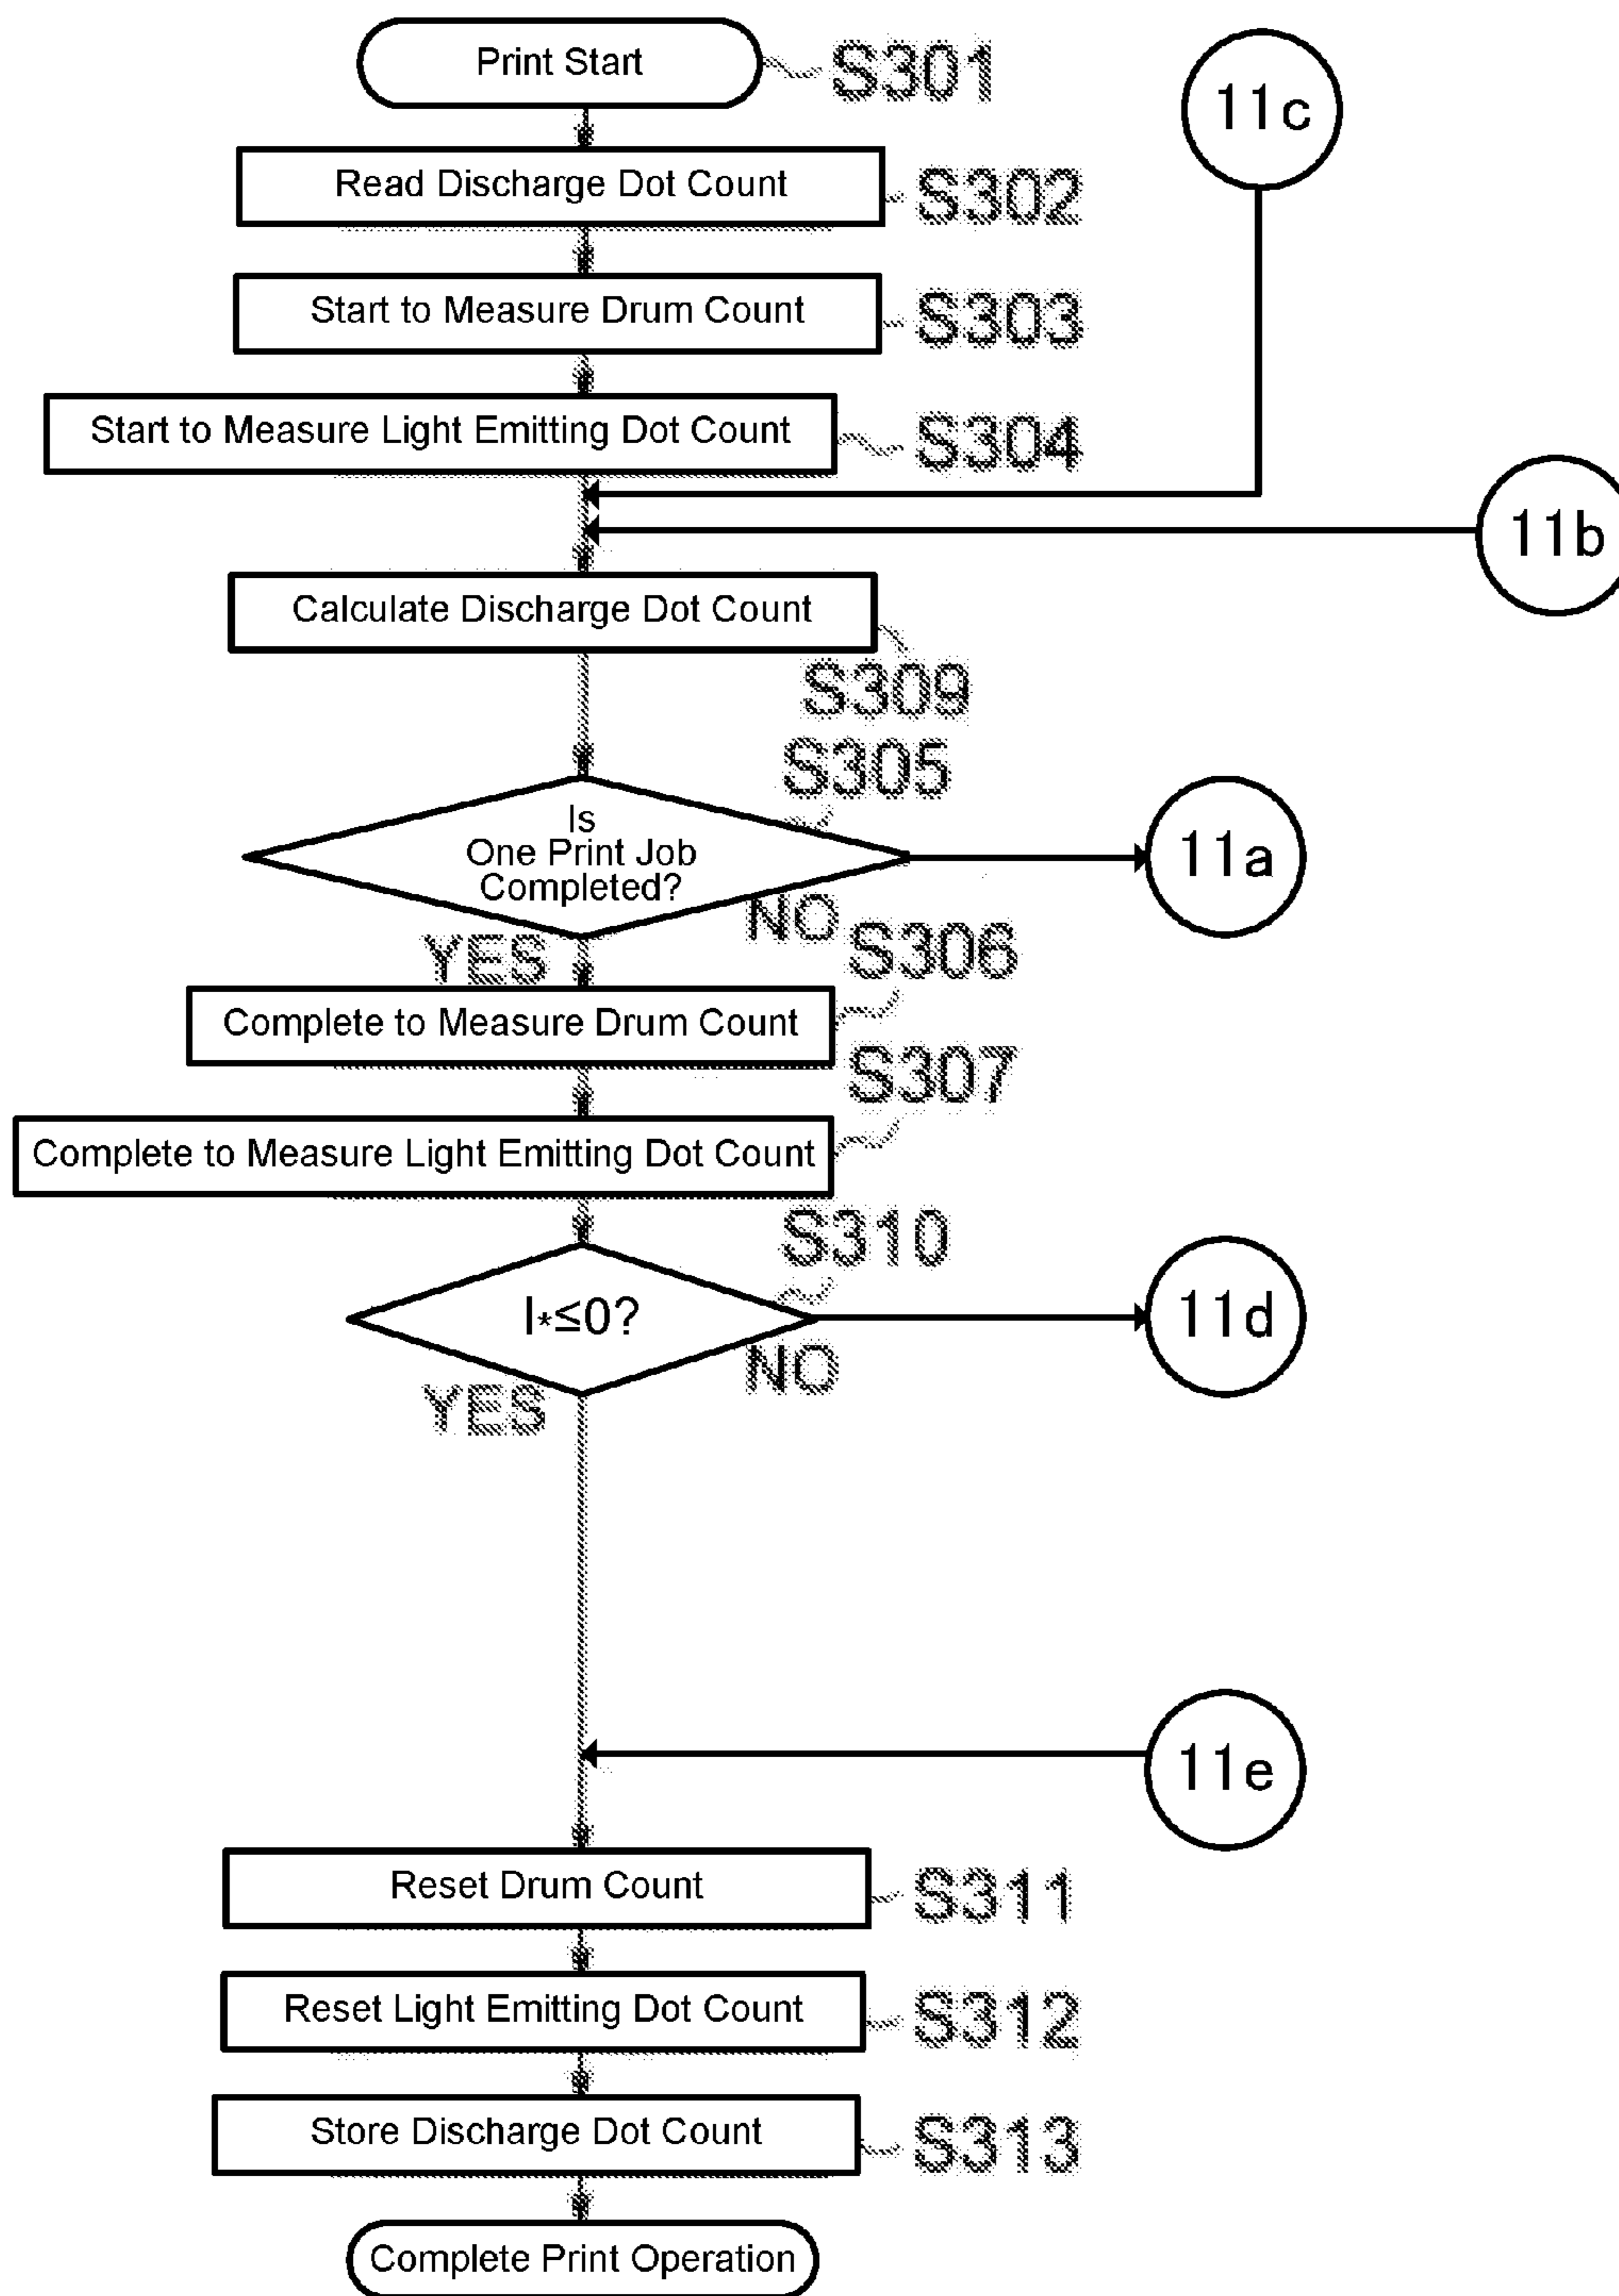 Print Start
S301
11c
Read Discharge Dot Count
S302
Start to Measure Drum Count
S303
Start to Measure Light Emitting Dot Count
S304
11b
Calculate Discharge Dot Count
S309
S305
Is
One Print Job
Completed?
11a
NO
YES
S306
Complete to Measure Drum Count
S307
Complete to Measure Light Emitting Dot Count
S310
I*≤0?
11d
NO
YES
11e
Reset Drum Count
S311
Reset Light Emitting Dot Count
S312
Store Discharge Dot Count
S313
Complete Print Operation